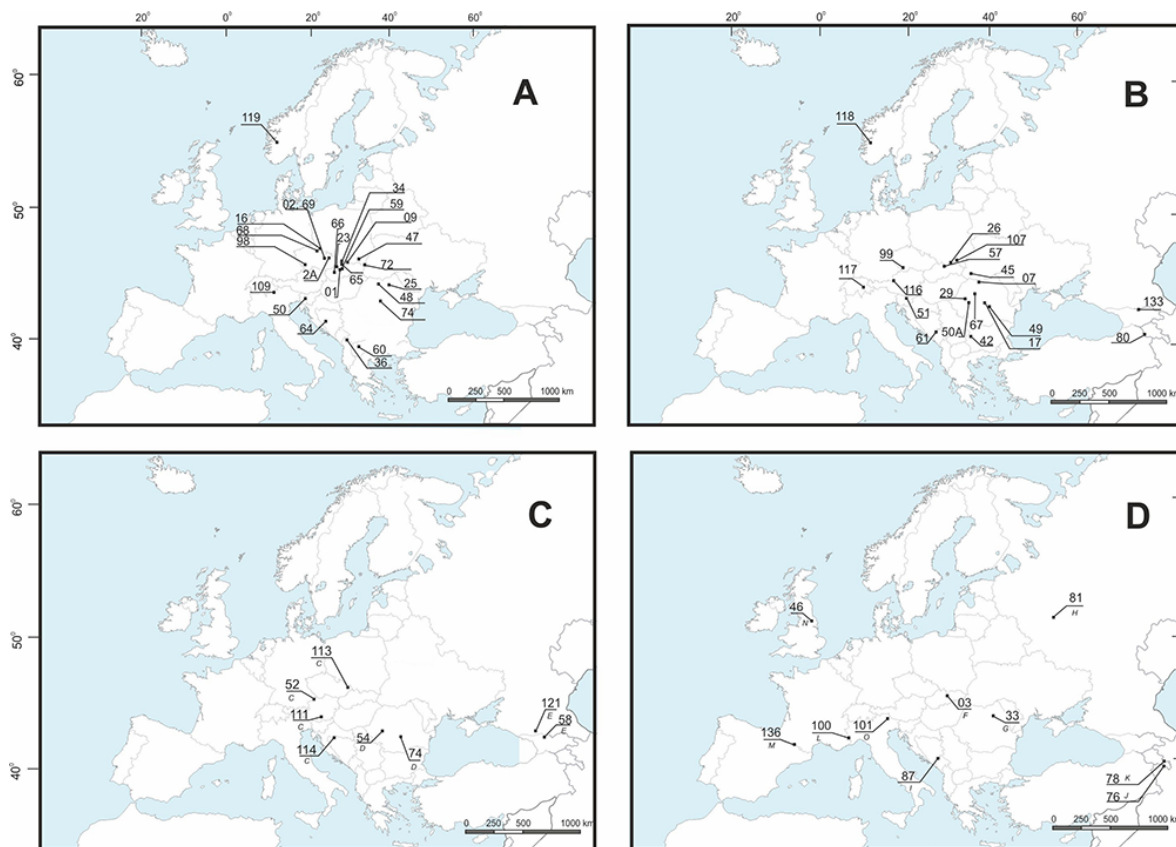 20° 0° 20° 40° 60°
20° 0° 20° 40° 60°
60°
50°
40°
A
119
34
02, 69
59
16
66
09
68
23
47
98
72
2A
01
65
25
109
48
50
74
64
60
36
0 250 500 1000 km
B
118
26
107
57
99
45
117
07
116
29
133
51
49
50A
67
17
61
42
80
0 250 500 1000 km
60°
50°
40°
C
113
C
52
C
111
C
121
E
58
E
114
C
54
D
74
D
0 250 500 1000 km
D
81
H
46
N
03
F
33
G
100
L
101
O
136
M
87
I
78 K
76 J
0 250 500 1000 km